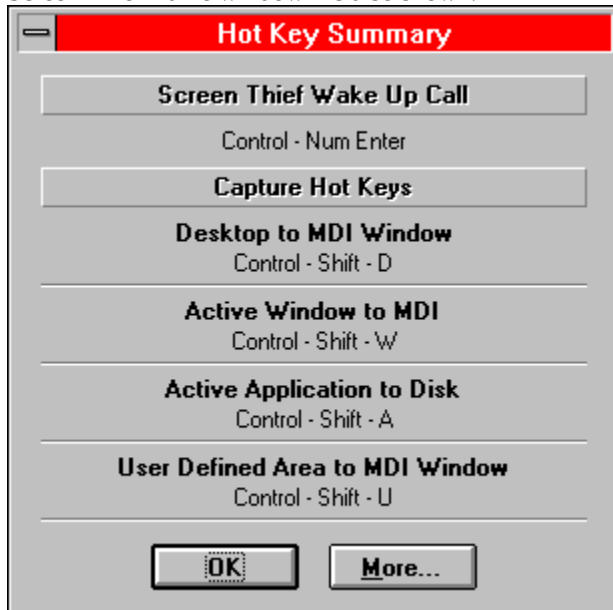 Hot Key Summary
Screen Thief Wake Up Call
Control - Num Enter
Capture Hot Keys
Desktop to MDI Window
Control - Shift - D
Active Window to MDI
Control - Shift - W
Active Application to Disk
Control - Shift - A
User Defined Area to MDI Window
Control - Shift - U
OK
More...